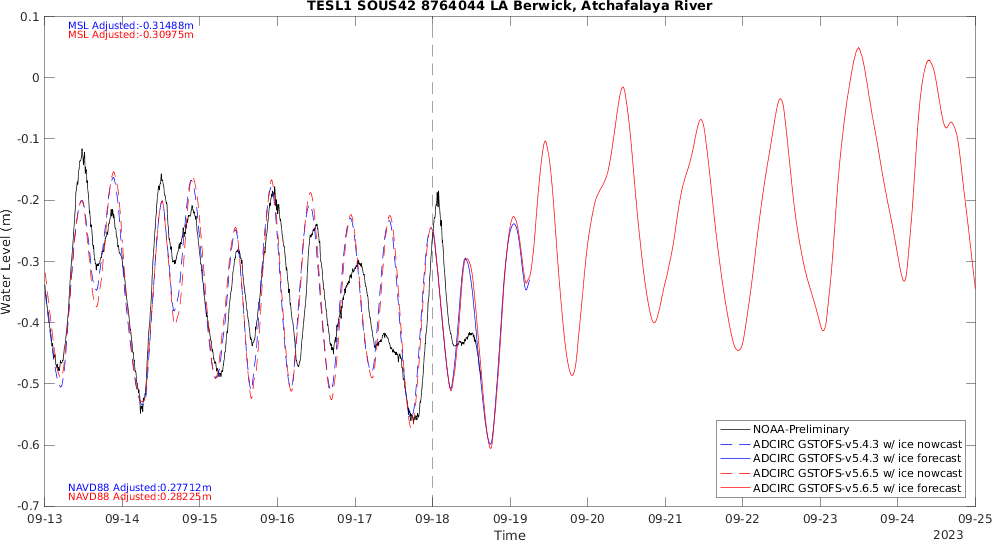 TESL1 SOUS42 8764044 LA Berwick, Atchafalaya River
MSL Adjusted:-0.31488m
MSL Adjusted:-0.30975m
0.1
0
-0.1
-0.2
-0.3
-0.4
-0.5
-0.6
-0.7
Water Level (m)
NOAA-Preliminary
ADCIRC GSTOFS-v5.4.3 w/ ice nowcast
ADCIRC GSTOFS-v5.4.3 w/ ice forecast
ADCIRC GSTOFS-v5.6.5 w/ ice nowcast
ADCIRC GSTOFS-v5.6.5 w/ ice forecast
NAVD88 Adjusted:0.27712m
NAVD88 Adjusted:0.28225m
09-13 09-14 09-15 09-16 09-17 09-18 09-19 09-20 09-21 09-22 09-23 09-24 09-25
Time
2023